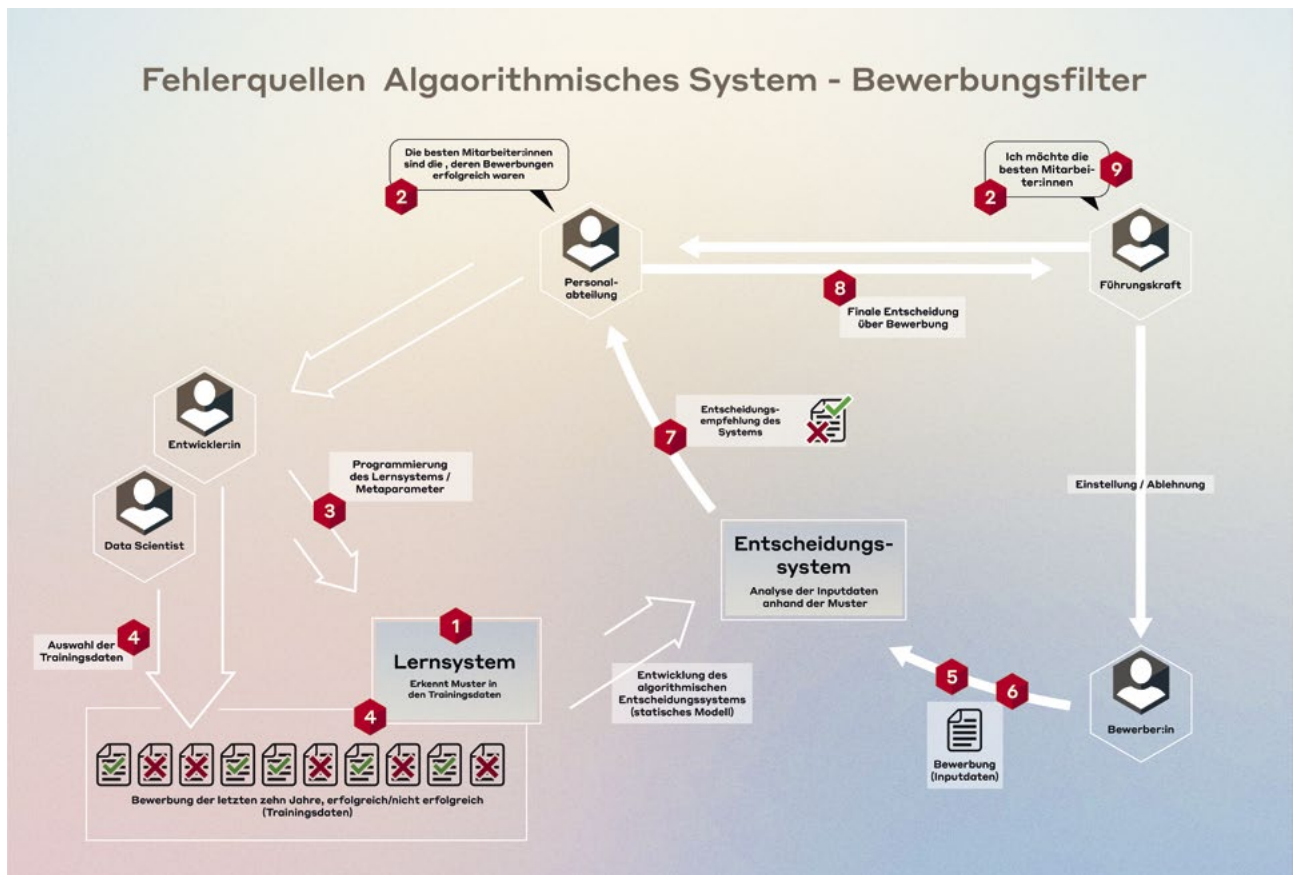 Fehlerquellen Algaorithmisches System - Bewerbungsfilter
Die besten Mitarbeiter:innen
sind die , deren Bewerbungen
erfolgreich waren
2
Ich möchte die
besten Mitarbei-
ter:innen
9
2
Personal-
abteilung
Führungskraft
8
Finale Entscheidung
über Bewerbung
Entwickler:in
Data Scientist
Programmierung
des Lernsystems /
Metaparameter
3
Entscheidungs-
empfehlung des
Systems
7
Einstellung / Ablehnung
Entscheidungs-
system
Analyse der Inputdaten
anhand der Muster
4
Auswahl der
Trainingsdaten
1
Lernsystem
Erkennt Muster in
den Trainingsdaten
4
Entwicklung des
algorithmischen
Entscheidungssystems
(statisches Modell)
5
6
Bewerbung
(Inputdaten)
Bewerber:in
Bewerbung der letzten zehn Jahre, erfolgreich/nicht erfolgreich
(Trainingsdaten)